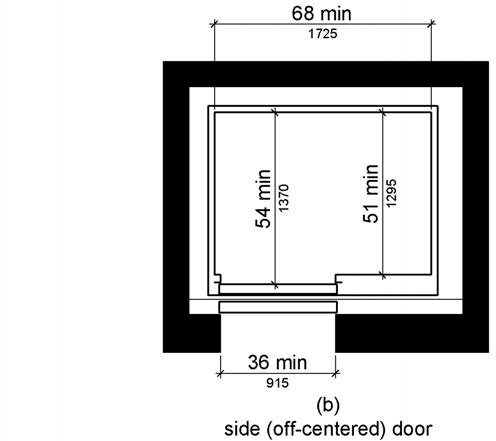 68 min
1725
54 min
1370
51 min
1295
36 min
915
(b)
side (off-centered) door